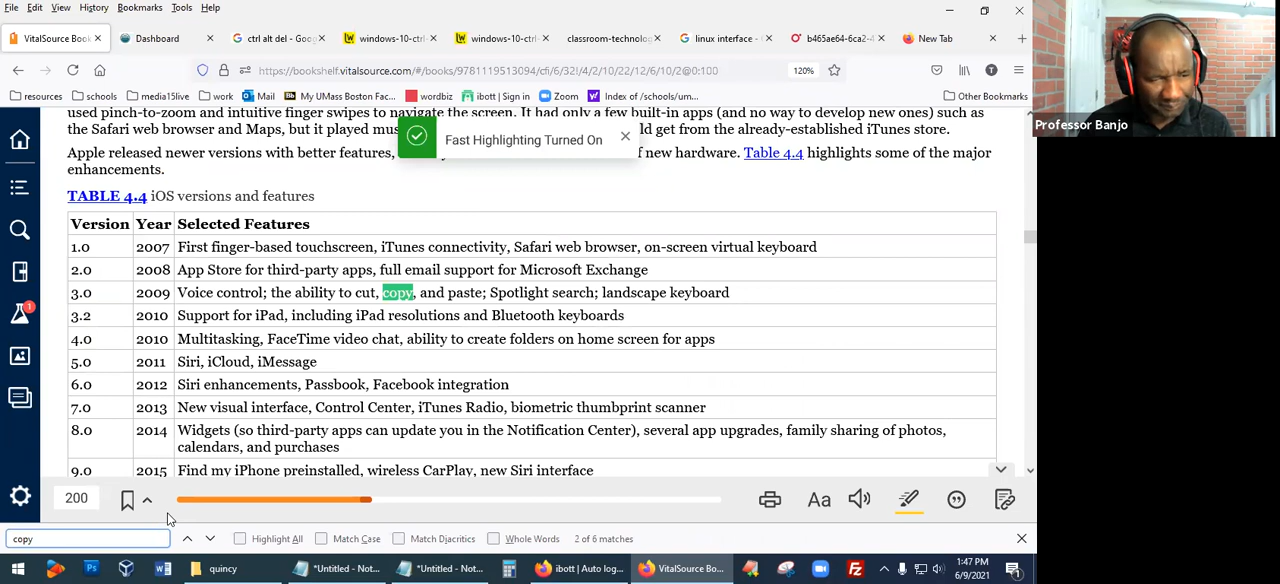 File Edit View History Bookmarks Tools Help
VitalSource Boo Dashboard ctrl alt del - Goo windows-10-ctrl- windows-10-ctrl- classroom-technolog linux interface - b465ae64-6ca2-4 New Tab
https://bookshelf.vitalsource.com/#/books/9781119513094/cfi/6/32!/4/2/10/22/12/6/10/2@0:100 120%
resources schools media15live work Mail My UMass Boston Fac... wordbiz ibott | Sign in Zoom Index of /schools/um... Other Bookmarks
used pinch-to-zoom and intuitive finger swipes to navigate the screen. It had only a few built-in apps (and no way to develop new ones) such as
the Safari web browser and Maps, but it played mus ld get from the already-established iTunes store.
Fast Highlighting Turned On
Apple released newer versions with better features, of new hardware. Table 4.4 highlights some of the major
enhancements.
TABLE 4.4 iOS versions and features
Version Year Selected Features
1.0 2007 First finger-based touchscreen, iTunes connectivity, Safari web browser, on-screen virtual keyboard
2.0 2008 App Store for third-party apps, full email support for Microsoft Exchange
3.0 2009 Voice control; the ability to cut, copy, and paste; Spotlight search; landscape keyboard
3.2 2010 Support for iPad, including iPad resolutions and Bluetooth keyboards
4.0 2010 Multitasking, FaceTime video chat, ability to create folders on home screen for apps
5.0 2011 Siri, iCloud, iMessage
6.0 2012 Siri enhancements, Passbook, Facebook integration
7.0 2013 New visual interface, Control Center, iTunes Radio, biometric thumbprint scanner
8.0 2014 Widgets (so third-party apps can update you in the Notification Center), several app upgrades, family sharing of photos,
calendars, and purchases
9.0 2015 Find my iPhone preinstalled, wireless CarPlay, new Siri interface
200 Aa
copy Highlight All Match Case Match Diacritics Whole Words 2 of 6 matches
quincy *Untitled - Not... *Untitled - Not... ibott | Auto log... VitalSource Bo... 1:47 PM
6/9/2021
Professor Banjo